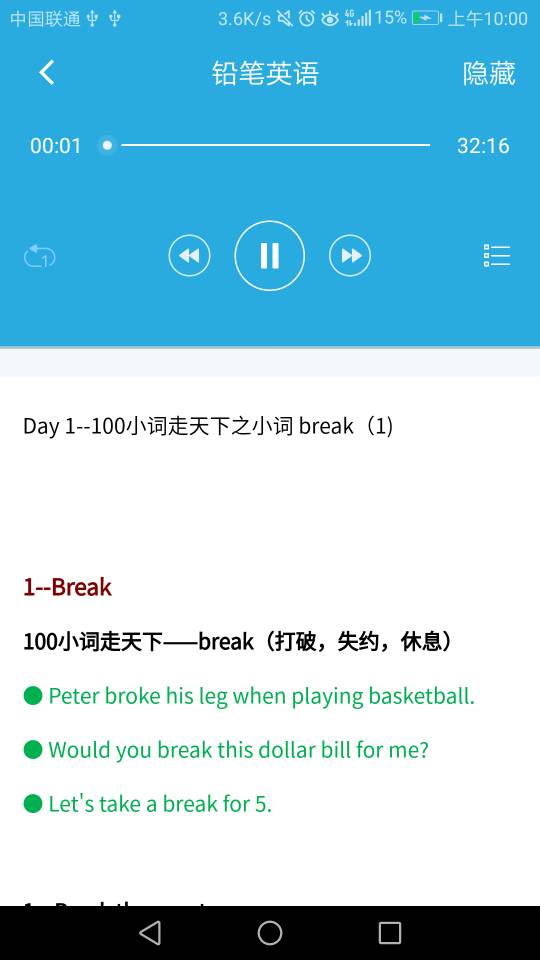 中国联通 3.6K/s 4G 15% 上午10:00
铅笔英语 隐藏
00:01 32:16
1
Day 1--100小词走天下之小词 break（1)
1--Break
100小词走天下——break（打破，失约，休息）
● Peter broke his leg when playing basketball.
● Would you break this dollar bill for me?
● Let's take a break for 5.